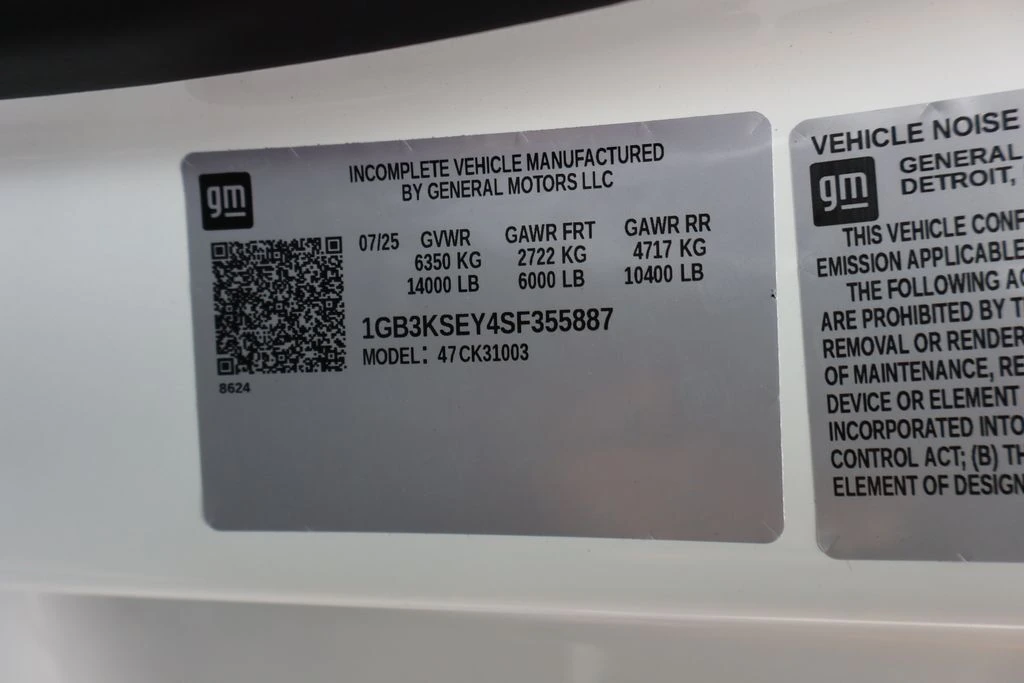 INCOMPLETE VEHICLE MANUFACTURED
BY GENERAL MOTORS LLC
gm
07/25 GVWR GAWR FRT GAWR RR
6350 KG 2722 KG 4717 KG
14000 LB 6000 LB 10400 LB
1GB3KSEY4SF355887
MODEL: 47CK31003
8624
VEHICLE NOISE
gm
GENERAL
DETROIT,
THIS VEHICLE CONF
EMISSION APPLICABLE
THE FOLLOWING AC
ARE PROHIBITED BY T
REMOVAL OR RENDER
OF MAINTENANCE, RE
DEVICE OR ELEMENT
INCORPORATED INTO
CONTROL ACT; (B) TH
ELEMENT OF DESIGN